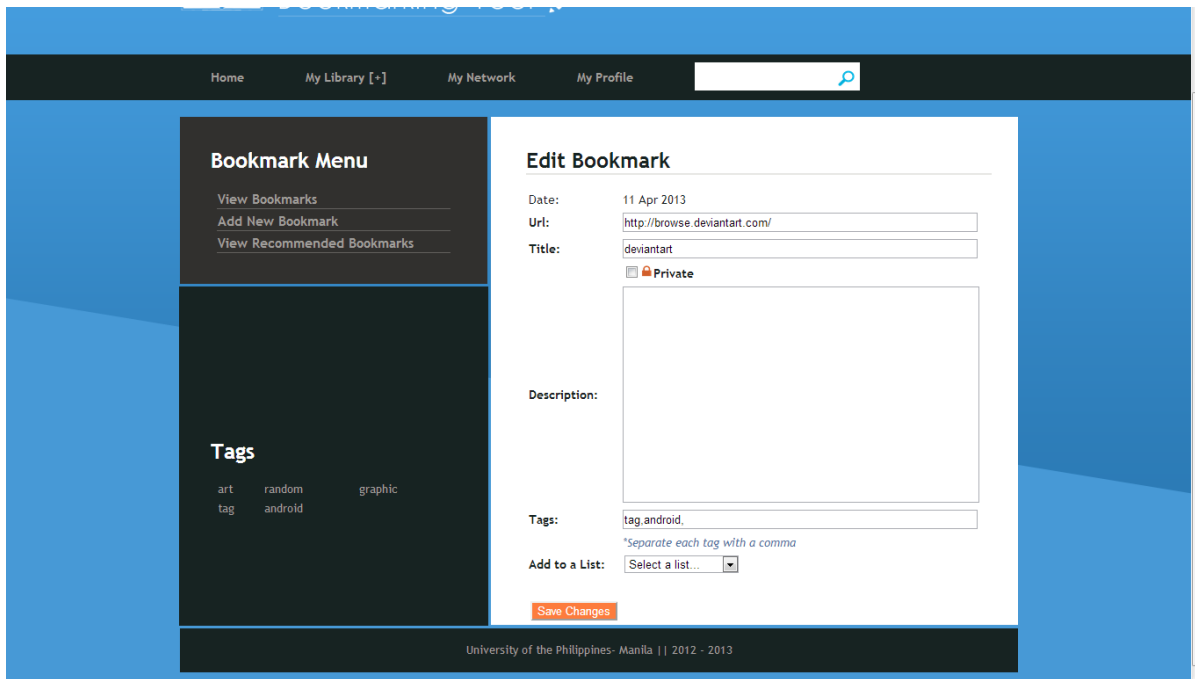 Home My Library [+] My Network My Profile
Bookmark Menu
View Bookmarks
Add New Bookmark
View Recommended Bookmarks
Tags
art random graphic
tag android
Edit Bookmark
Date: 11 Apr 2013
Url: http://browse.deviantart.com/
Title: deviantart
Private
Description:
Tags: tag,android,
*Separate each tag with a comma
Add to a List: Select a list...
Save Changes
University of the Philippines- Manila || 2012 - 2013